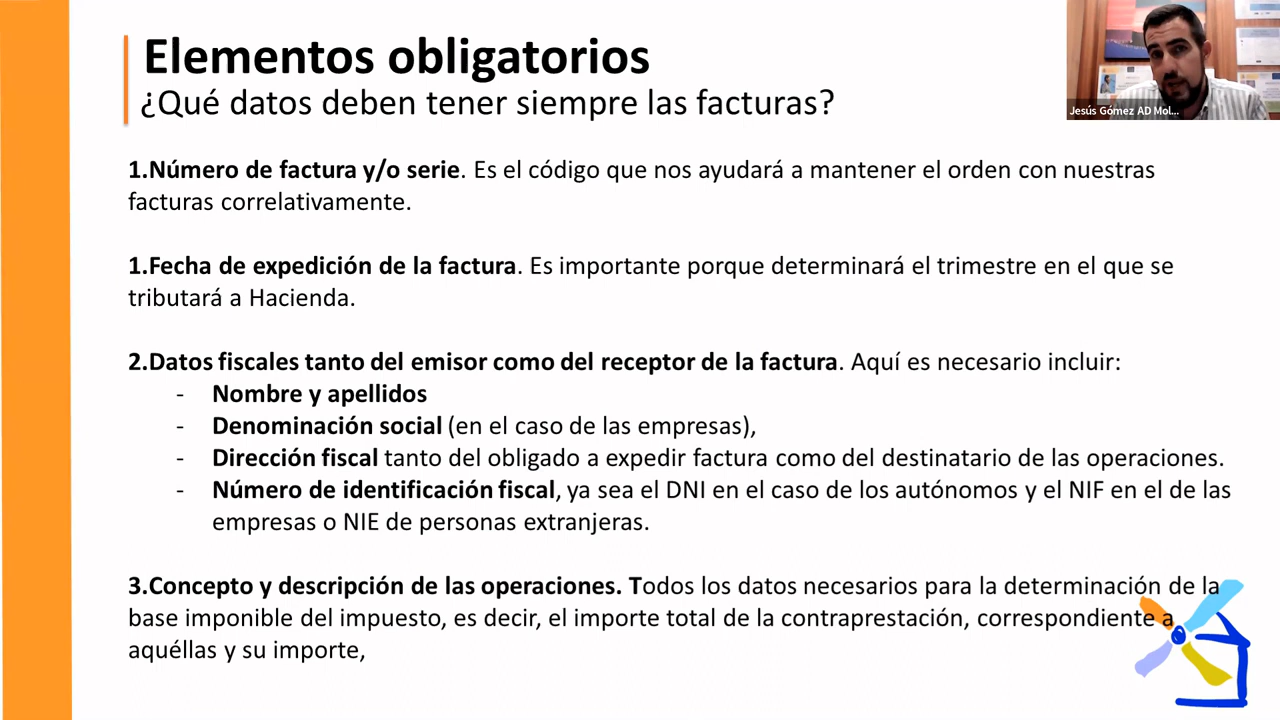 Elementos obligatorios
¿Qué datos deben tener siempre las facturas?
Jesús Gómez AD Mol...
1.Número de factura y/o serie. Es el código que nos ayudará a mantener el orden con nuestras
facturas correlativamente.
1.Fecha de expedición de la factura. Es importante porque determinará el trimestre en el que se
tributará a Hacienda.
2.Datos fiscales tanto del emisor como del receptor de la factura. Aquí es necesario incluir:
- Nombre y apellidos
- Denominación social (en el caso de las empresas),
- Dirección fiscal tanto del obligado a expedir factura como del destinatario de las operaciones.
- Número de identificación fiscal, ya sea el DNI en el caso de los autónomos y el NIF en el de las
empresas o NIE de personas extranjeras.
3.Concepto y descripción de las operaciones. Todos los datos necesarios para la determinación de la
base imponible del impuesto, es decir, el importe total de la contraprestación, correspondiente a
aquéllas y su importe,